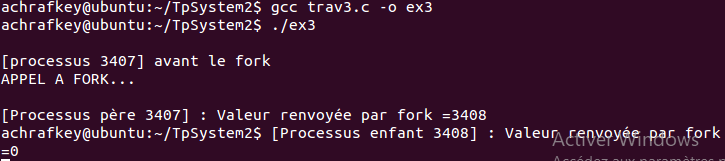 achrafkey@ubuntu:~/TpSystem2$ gcc trav3.c -o ex3
achrafkey@ubuntu:~/TpSystem2$ ./ex3
[processus 3407] avant le fork
APPEL A FORK...
[Processus père 3407] : Valeur renvoyée par fork =3408
achrafkey@ubuntu:~/TpSystem2$ [Processus enfant 3408] : Valeur renvoyée par fork
=0
Activer Windows
Accédez aux paramètres